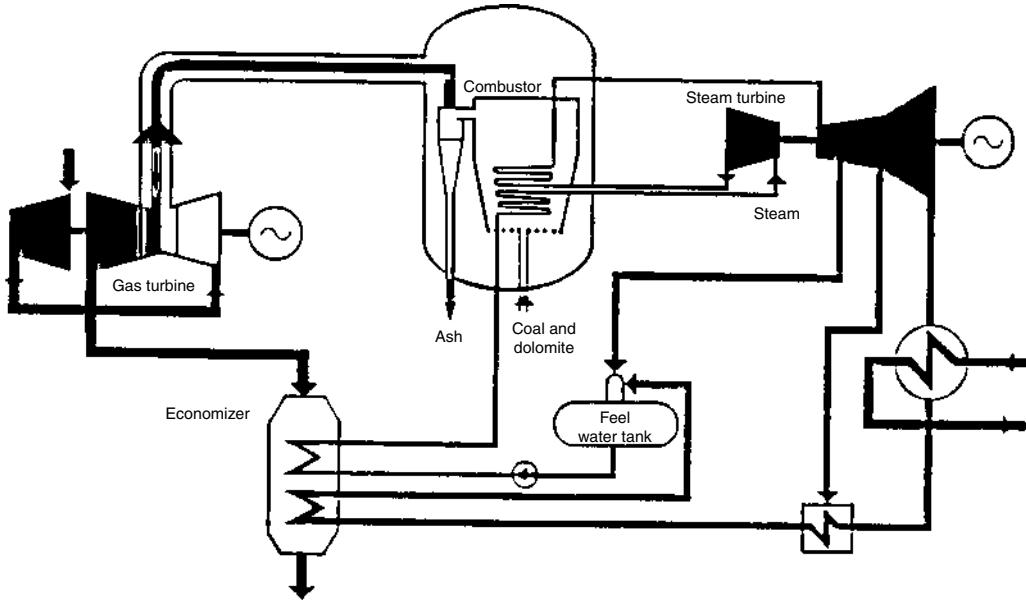 Combustor
Steam turbine
Steam
Gas turbine
Ash
Coal and
dolomite
Economizer
Feel
water tank